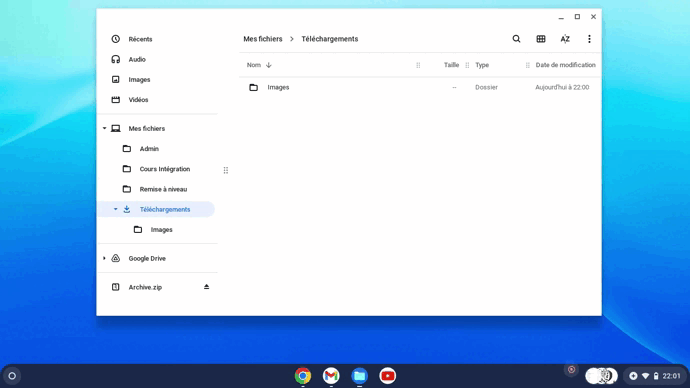 Récents
Audio
Images
Vidéos
Mes fichiers
Admin
Cours Intégration
Remise à niveau
Téléchargements
Images
Google Drive
Archive.zip
Mes fichiers > Téléchargements
AZ
Nom Taille Type Date de modification
Images -- Dossier Aujourd'hui à 22:00
22:01